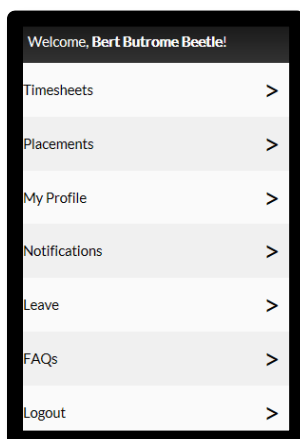 Welcome, Bert Butrome Beetle!
Timesheets >
Placements >
My Profile >
Notifications >
Leave >
FAQs >
Logout >